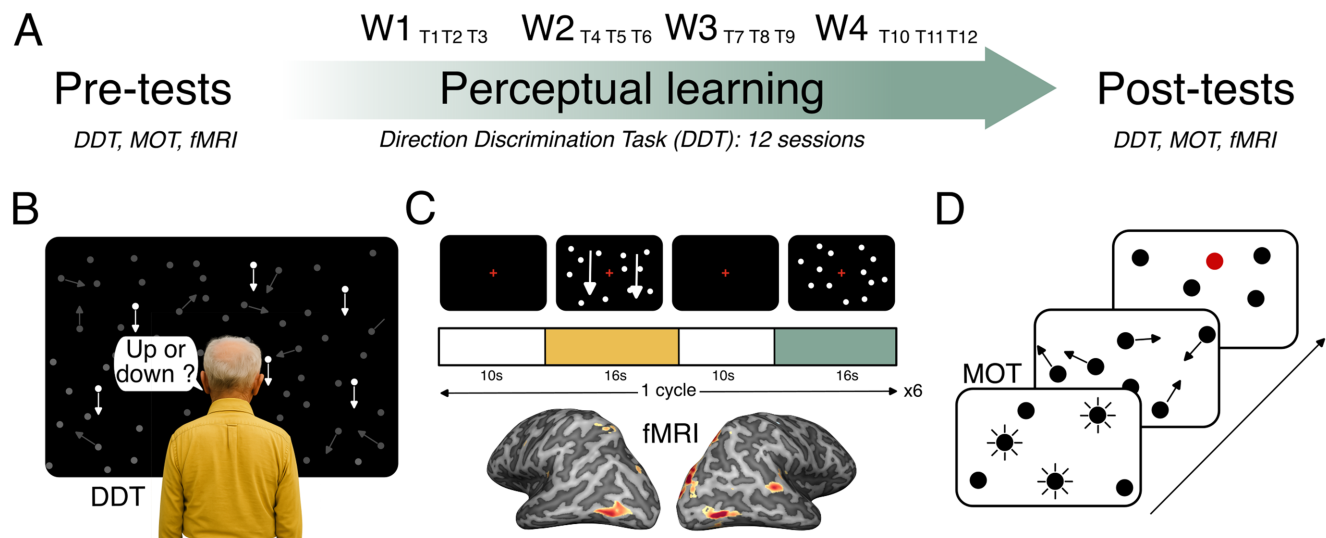 A
W1 T1 T2 T3 W2 T4 T5 T6 W3 T7 T8 T9 W4 T10 T11 T12
Pre-tests
Perceptual learning
Post-tests
DDT, MOT, fMRI
Direction Discrimination Task (DDT): 12 sessions
DDT, MOT, fMRI
B
Up or
down ?
DDT
C
10s
16s
10s
16s
1 cycle
x6
fMRI
D
MOT